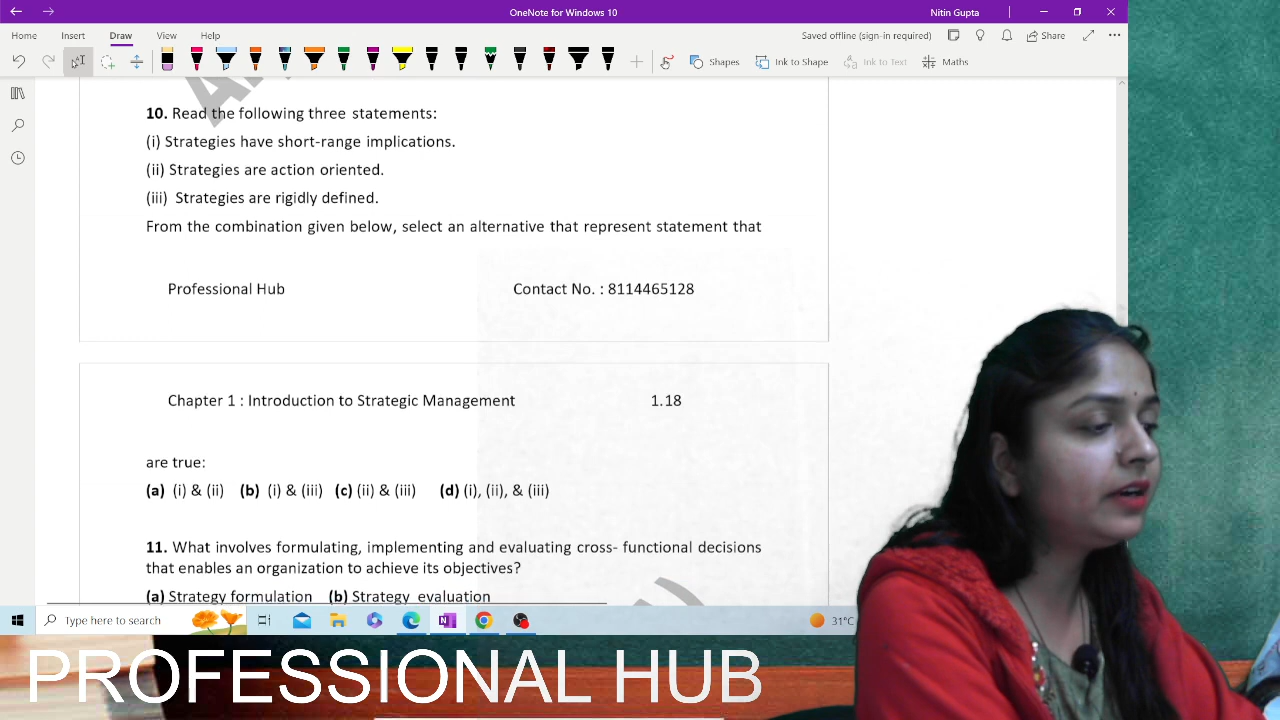 OneNote for Windows 10
Nitin Gupta
Home Insert Draw View Help
Saved offline (sign-in required)
Share
Shapes
Ink to Shape
Ink to Text
Maths
10. Read the following three statements:
(i) Strategies have short-range implications.
(ii) Strategies are action oriented.
(iii) Strategies are rigidly defined.
From the combination given below, select an alternative that represent statement that
Professional Hub Contact No. : 8114465128
Chapter 1 : Introduction to Strategic Management 1.18
are true:
(a) (i) & (ii) (b) (i) & (iii) (c) (ii) & (iii) (d) (i), (ii), & (iii)
11. What involves formulating, implementing and evaluating cross- functional decisions
that enables an organization to achieve its objectives?
(a) Strategy formulation (b) Strategy evaluation
Type here to search
31°C
PROFESSIONAL HUB